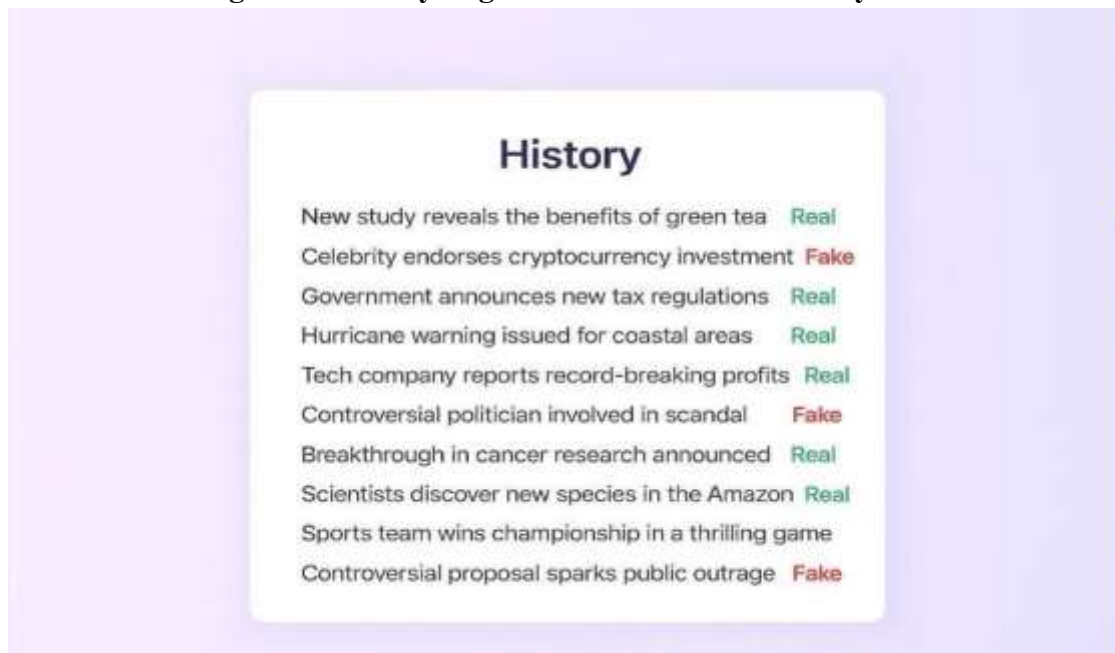 History
New study reveals the benefits of green tea Real
Celebrity endorses cryptocurrency investment Fake
Government announces new tax regulations Real
Hurricane warning issued for coastal areas Real
Tech company reports record-breaking profits Real
Controversial politician involved in scandal Fake
Breakthrough in cancer research announced Real
Scientists discover new species in the Amazon Real
Sports team wins championship in a thrilling game
Controversial proposal sparks public outrage Fake